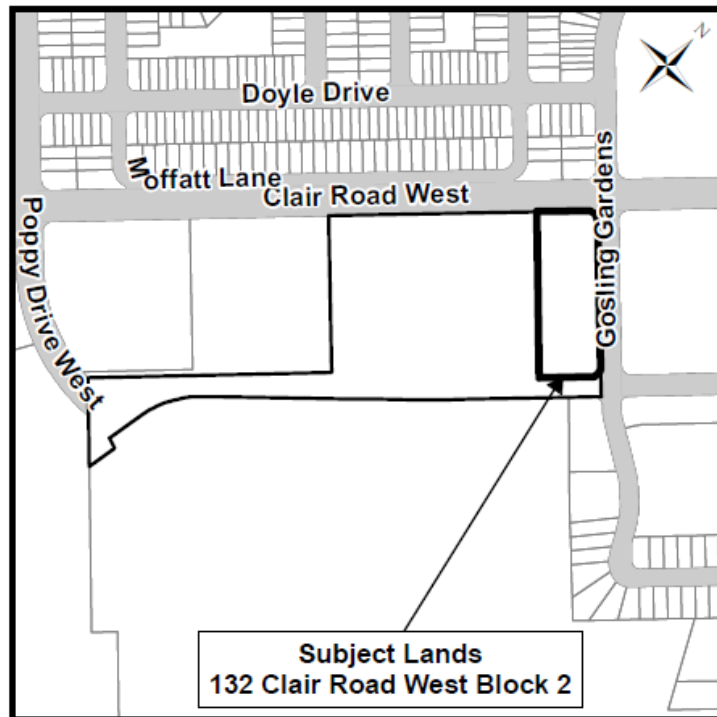 N
Doyle Drive
Moffatt Lane
Clair Road West
Gosling Gardens
Poppy Drive West
Subject Lands
132 Clair Road West Block 2